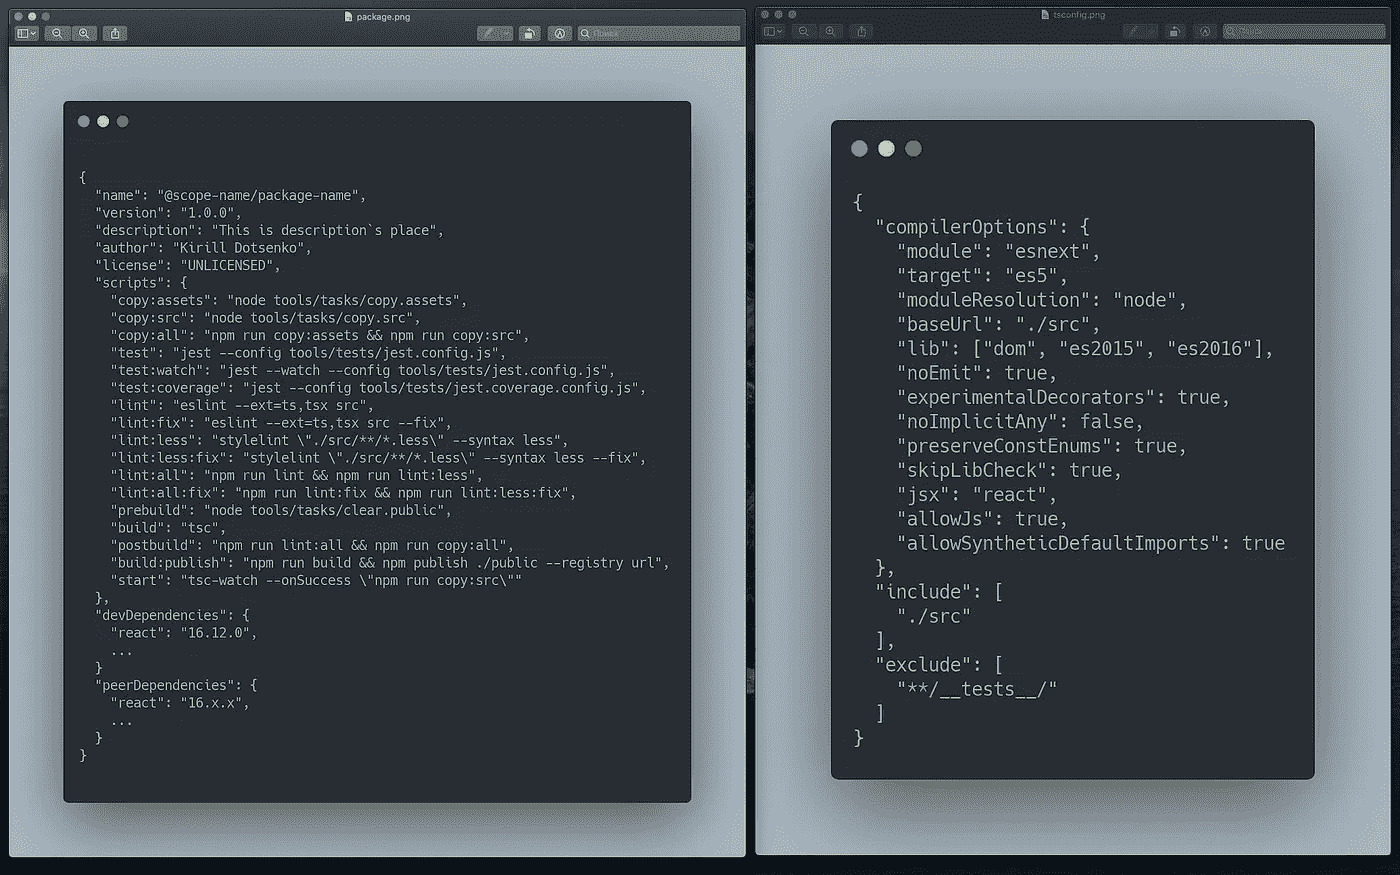 package.png
Поиск
{
  "name": "@scope-name/package-name",
  "version": "1.0.0",
  "description": "This is description`s place",
  "author": "Kirill Dotsenko",
  "license": "UNLICENSED",
  "scripts": {
    "copy:assets": "node tools/tasks/copy.assets",
    "copy:src": "node tools/tasks/copy.src",
    "copy:all": "npm run copy:assets && npm run copy:src",
    "test": "jest --config tools/tests/jest.config.js",
    "test:watch": "jest --watch --config tools/tests/jest.config.js",
    "test:coverage": "jest --config tools/tests/jest.coverage.config.js",
    "lint": "eslint --ext=ts,tsx src",
    "lint:fix": "eslint --ext=ts,tsx src --fix",
    "lint:less": "stylelint \"./src/**/*.less\" --syntax less",
    "lint:less:fix": "stylelint \"./src/**/*.less\" --syntax less --fix",
    "lint:all": "npm run lint && npm run lint:less",
    "lint:all:fix": "npm run lint:fix && npm run lint:less:fix",
    "prebuild": "node tools/tasks/clear.public",
    "build": "tsc",
    "postbuild": "npm run lint:all && npm run copy:all",
    "build:publish": "npm run build && npm publish ./public --registry url",
    "start": "tsc-watch --onSuccess \"npm run copy:src\""
  },
  "devDependencies": {
    "react": "16.12.0",
    ...
  }
  "peerDependencies": {
    "react": "16.x.x",
    ...
  }
}
tsconfig.png
{
  "compilerOptions": {
    "module": "esnext",
    "target": "es5",
    "moduleResolution": "node",
    "baseUrl": "./src",
    "lib": ["dom", "es2015", "es2016"],
    "noEmit": true,
    "experimentalDecorators": true,
    "noImplicitAny": false,
    "preserveConstEnums": true,
    "skipLibCheck": true,
    "jsx": "react",
    "allowJs": true,
    "allowSyntheticDefaultImports": true
  },
  "include": [
    "./src"
  ],
  "exclude": [
    "**/__tests__/"
  ]
}